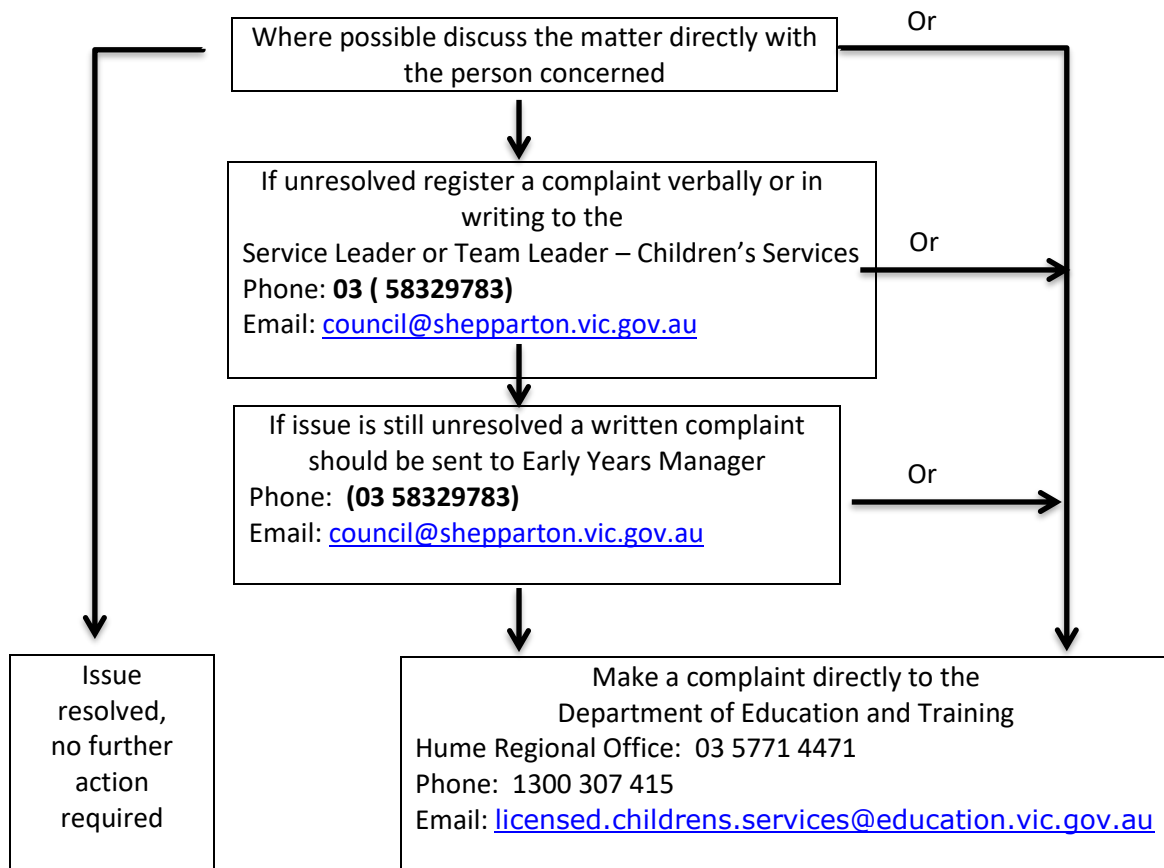 Or
Where possible discuss the matter directly with
the person concerned
If unresolved register a complaint verbally or in
writing to the
Service Leader or Team Leader – Children’s Services
Phone: 03 ( 58329783)
Email: council@shepparton.vic.gov.au
Or
If issue is still unresolved a written complaint
should be sent to Early Years Manager
Phone:  (03 58329783)
Email: council@shepparton.vic.gov.au
Or
Issue
resolved,
no further
action
required
Make a complaint directly to the
Department of Education and Training
Hume Regional Office:  03 5771 4471
Phone:  1300 307 415
Email: licensed.childrens.services@education.vic.gov.au